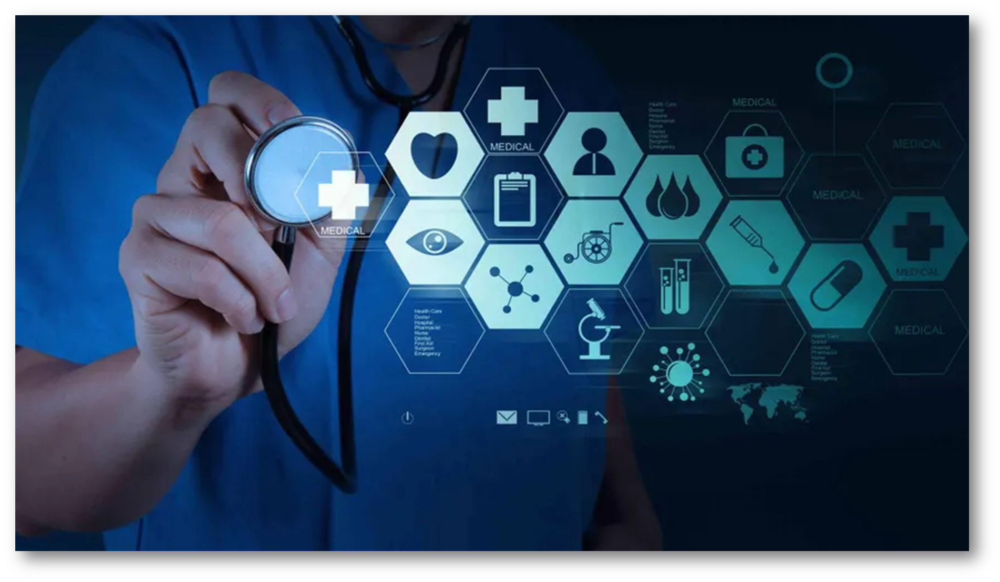 MEDICAL
MEDICAL
Health Care
Doctor
Hospital
Pharmacist
Nurse
Dentist
First Aid
Surgeon
Emergency
MEDICAL
MEDICAL
MEDICAL
MEDICAL
MEDICAL
Health Care
Doctor
Hospital
Pharmacist
Nurse
Dentist
First Aid
Surgeon
Emergency
Health Care
Doctor
Hospital
Pharmacist
Nurse
Dentist
First Aid
Surgeon
Emergency